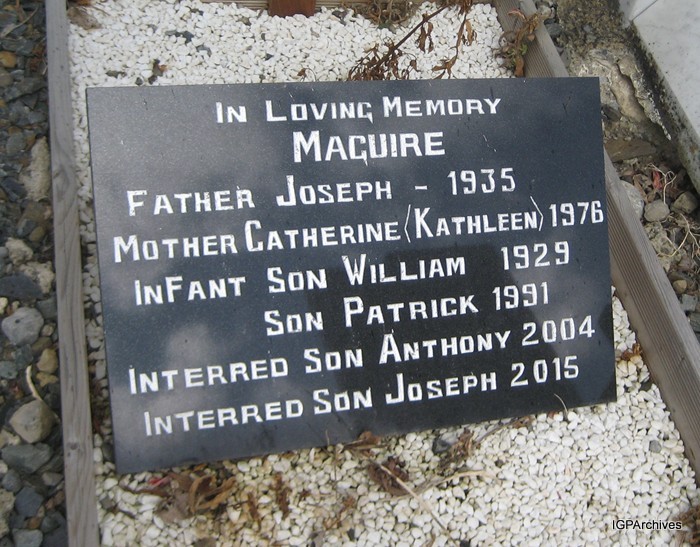 In Loving Memory
Maguire
Father Joseph - 1935
Mother Catherine (Kathleen) 1976
Infant Son William 1929
Son Patrick 1991
Interred Son Anthony 2004
Interred Son Joseph 2015
IGPArchives